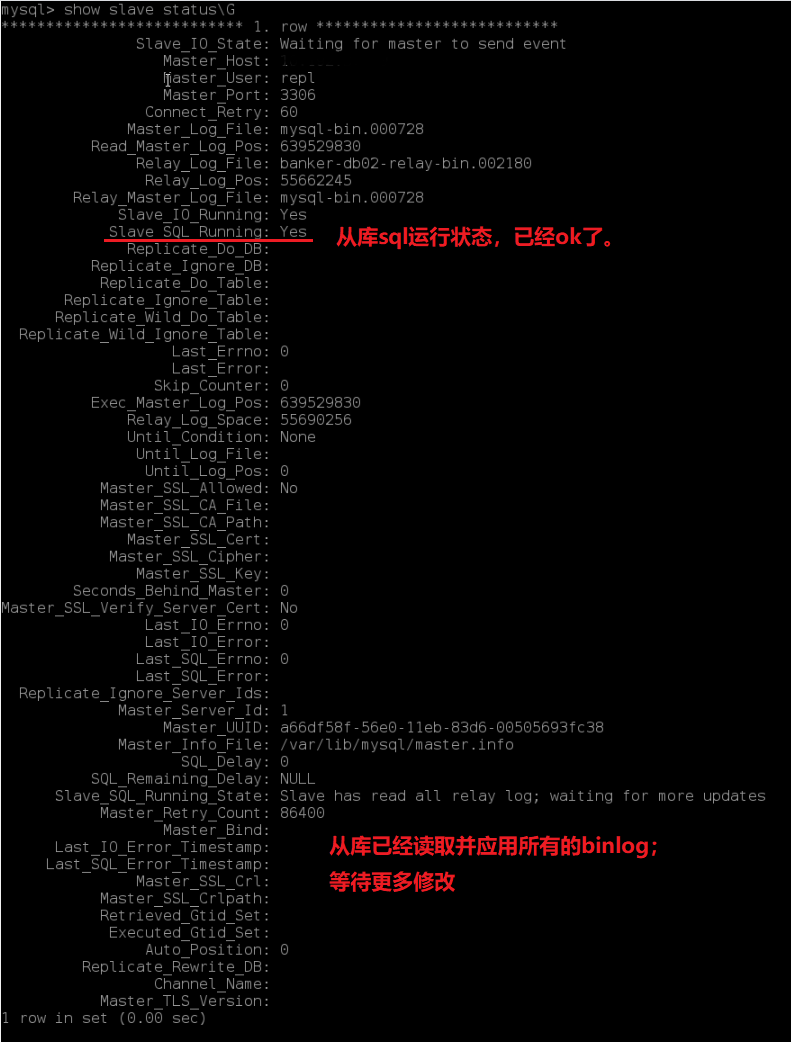 mysql> show slave status\G
*************************** 1. row ***************************
Slave_IO_State: Waiting for master to send event
Master_Host:
Master_User: repl
Master_Port: 3306
Connect_Retry: 60
Master_Log_File: mysql-bin.000728
Read_Master_Log_Pos: 639529830
Relay_Log_File: banker-db02-relay-bin.002180
Relay_Log_Pos: 55662245
Relay_Master_Log_File: mysql-bin.000728
Slave_IO_Running: Yes
Slave_SQL_Running: Yes 从库sql运行状态，已经ok了。
Replicate_Do_DB:
Replicate_Ignore_DB:
Replicate_Do_Table:
Replicate_Ignore_Table:
Replicate_Wild_Do_Table:
Replicate_Wild_Ignore_Table:
Last_Errno: 0
Last_Error:
Skip_Counter: 0
Exec_Master_Log_Pos: 639529830
Relay_Log_Space: 55690256
Until_Condition: None
Until_Log_File:
Until_Log_Pos: 0
Master_SSL_Allowed: No
Master_SSL_CA_File:
Master_SSL_CA_Path:
Master_SSL_Cert:
Master_SSL_Cipher:
Master_SSL_Key:
Seconds_Behind_Master: 0
Master_SSL_Verify_Server_Cert: No
Last_IO_Errno: 0
Last_IO_Error:
Last_SQL_Errno: 0
Last_SQL_Error:
Replicate_Ignore_Server_Ids:
Master_Server_Id: 1
Master_UUID: a66df58f-56e0-11eb-83d6-00505693fc38
Master_Info_File: /var/lib/mysql/master.info
SQL_Delay: 0
SQL_Remaining_Delay: NULL
Slave_SQL_Running_State: Slave has read all relay log; waiting for more updates
Master_Retry_Count: 86400
Master_Bind:
Last_IO_Error_Timestamp: 从库已经读取并应用所有的binlog；
Last_SQL_Error_Timestamp:
Master_SSL_Crl: 等待更多修改
Master_SSL_Crlpath:
Retrieved_Gtid_Set:
Executed_Gtid_Set:
Auto_Position: 0
Replicate_Rewrite_DB:
Channel_Name:
Master_TLS_Version:
1 row in set (0.00 sec)